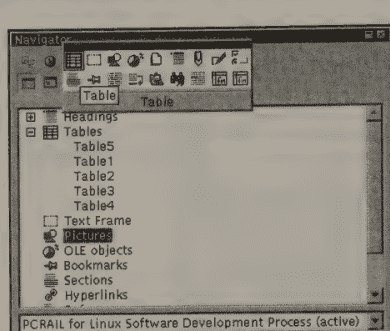 Navigator
Table
Table
Headings
Tables
Table5
Table1
Table2
Table3
Table4
Text Frame
Pictures
OLE objects
Bookmarks
Sections
Hyperlinks
PCRAIL for Linux Software Development Process (active)